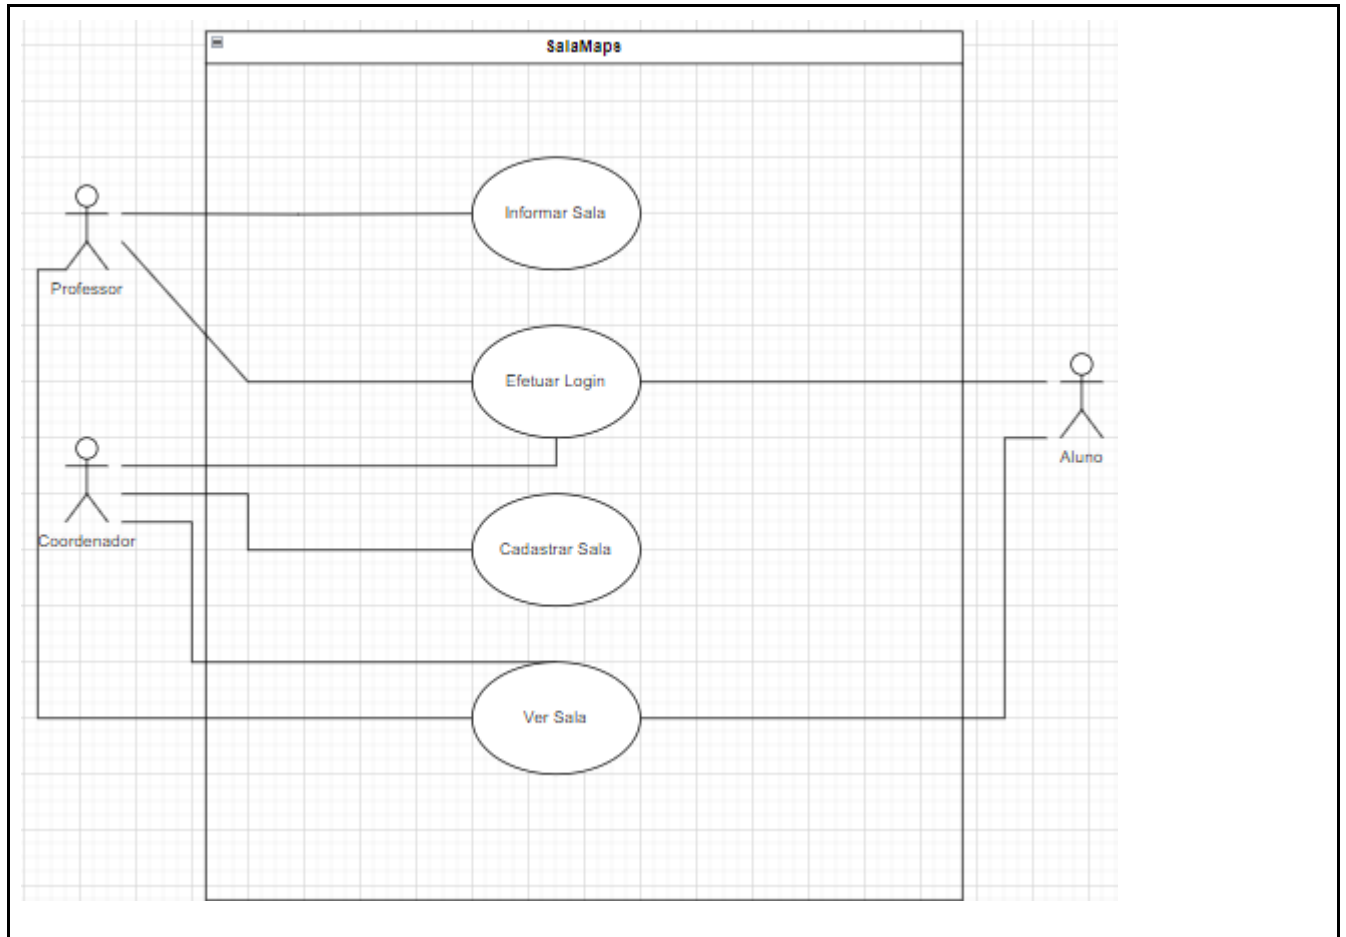 SalaMaps
Informar Sala
Professor
Efetuar Login
Aluno
Coordenador
Cadastrar Sala
Ver Sala